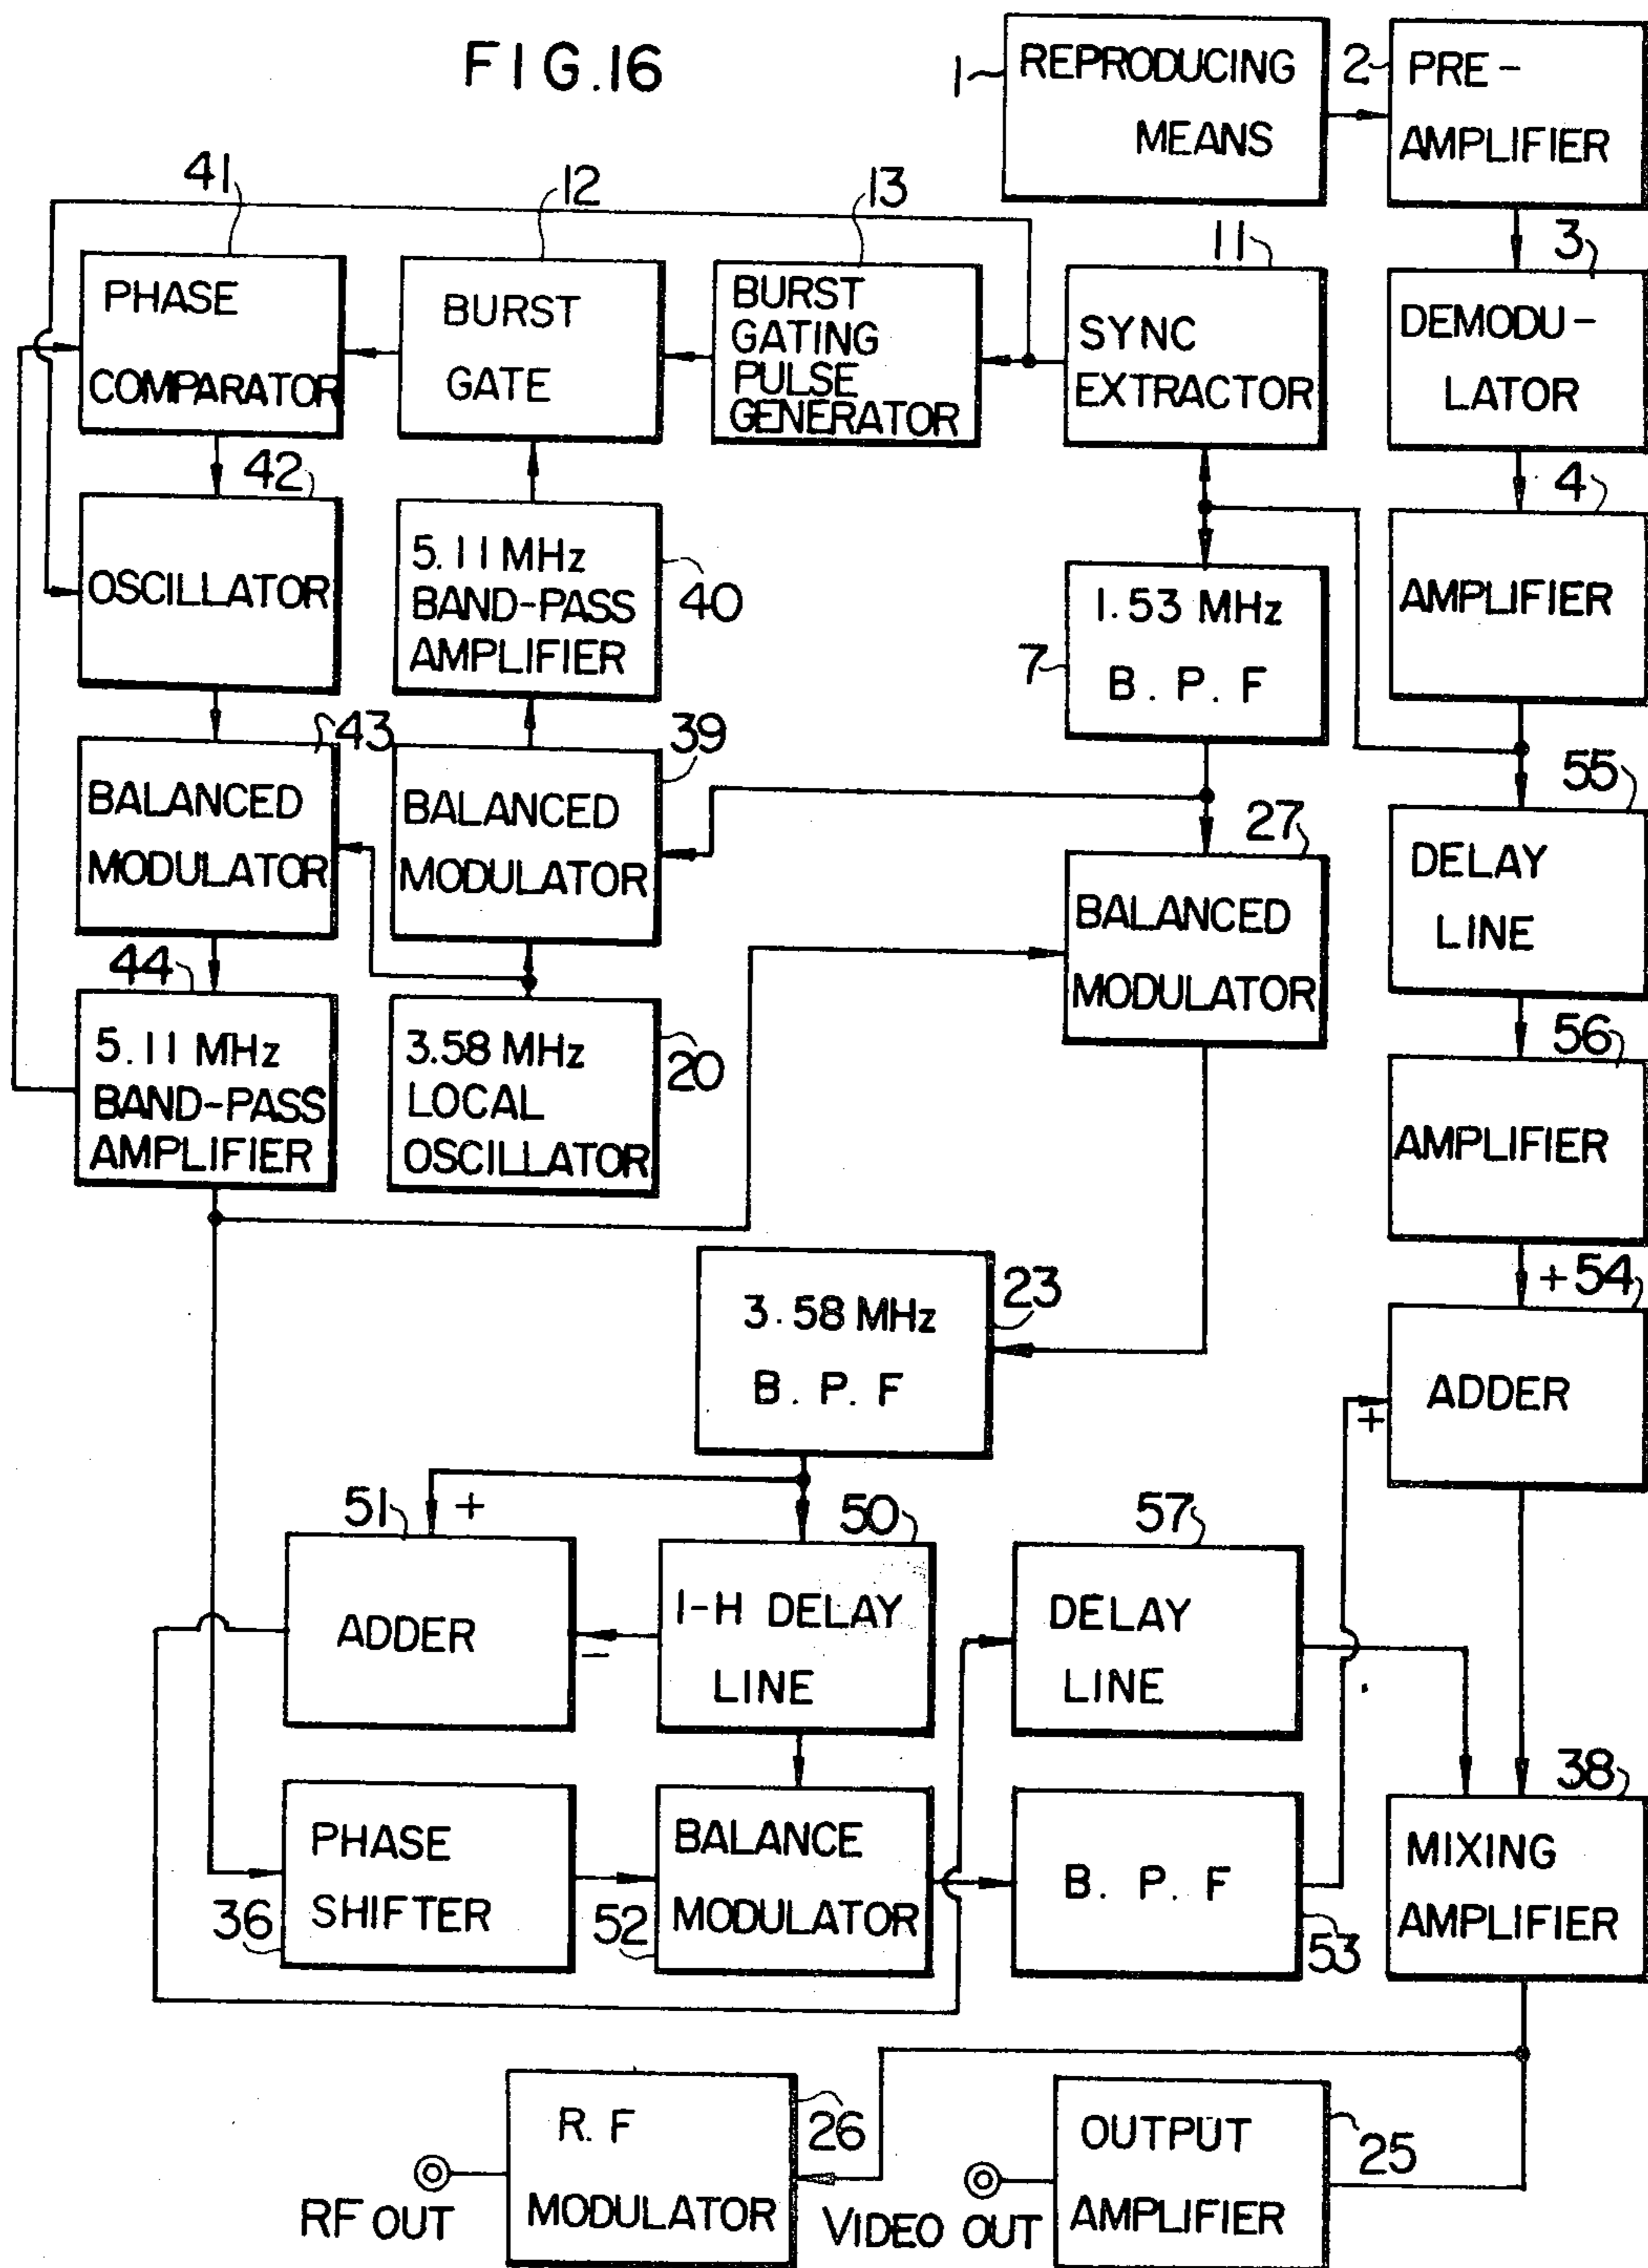 FIG.16
1
REPRODUCING
MEANS
2
PRE-
AMPLIFIER
41
12
13
11
3
PHASE
COMPARATOR
BURST
GATE
BURST
GATING
PULSE
GENERATOR
SYNC
EXTRACTOR
DEMODU-
LATOR
42
4
OSCILLATOR
5.11 MHz
BAND-PASS
AMPLIFIER
40
7
1.53 MHz
B. P. F
AMPLIFIER
43
39
27
55
BALANCED
MODULATOR
BALANCED
MODULATOR
BALANCED
MODULATOR
DELAY
LINE
44
56
5.11 MHz
BAND-PASS
AMPLIFIER
3.58 MHz
LOCAL
OSCILLATOR
20
AMPLIFIER
3.58 MHz
B. P. F
23
+
54
ADDER
+
51
+
50
57
ADDER
−
1-H DELAY
LINE
DELAY
LINE
38
PHASE
SHIFTER
36
BALANCE
MODULATOR
52
B. P. F
53
MIXING
AMPLIFIER
R. F
MODULATOR
26
RF OUT
OUTPUT
AMPLIFIER
25
VIDEO OUT